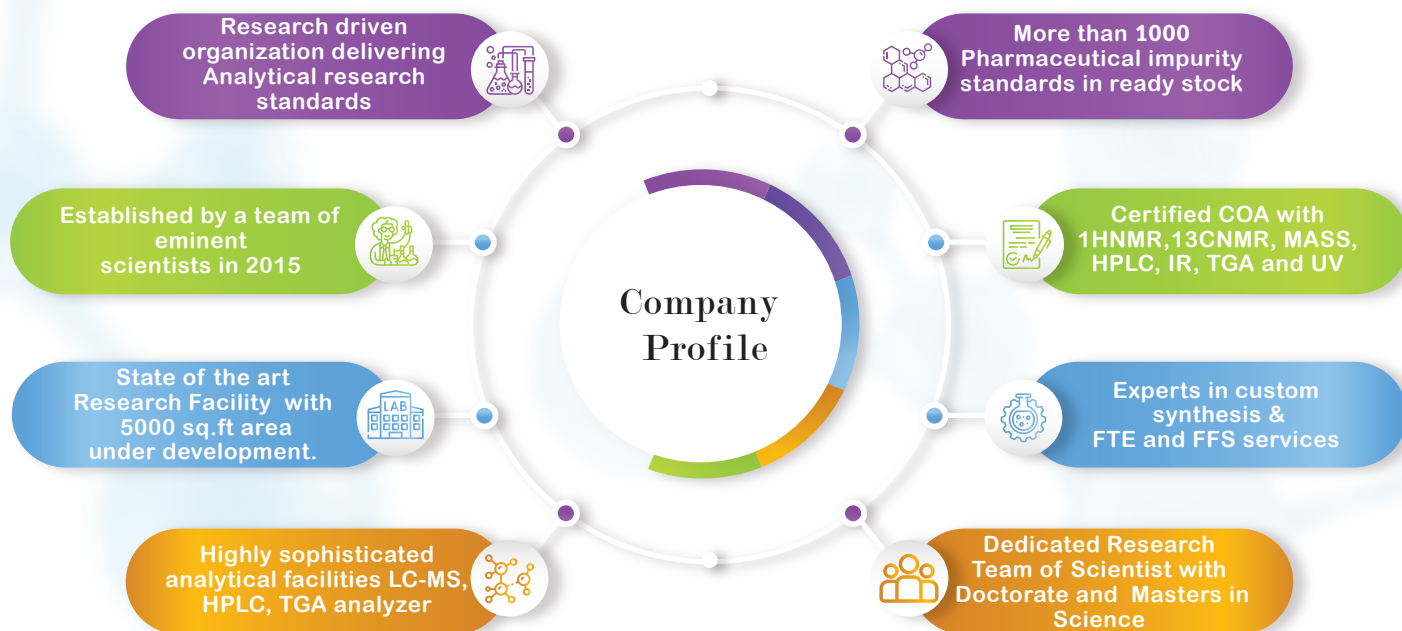 Research driven
organization delivering
Analytical research
standards
Established by a team of
eminent
scientists in 2015
State of the art
Research Facility with
5000 sq.ft area
under development.
LAB
Highly sophisticated
analytical facilities LC-MS,
HPLC, TGA analyzer
Company
Profile
More than 1000
Pharmaceutical impurity
standards in ready stock
Certified COA with
1HNMR,13CNMR, MASS,
HPLC, IR, TGA and UV
Experts in custom
synthesis &
FTE and FFS services
Dedicated Research
Team of Scientist with
Doctorate and Masters in
Science